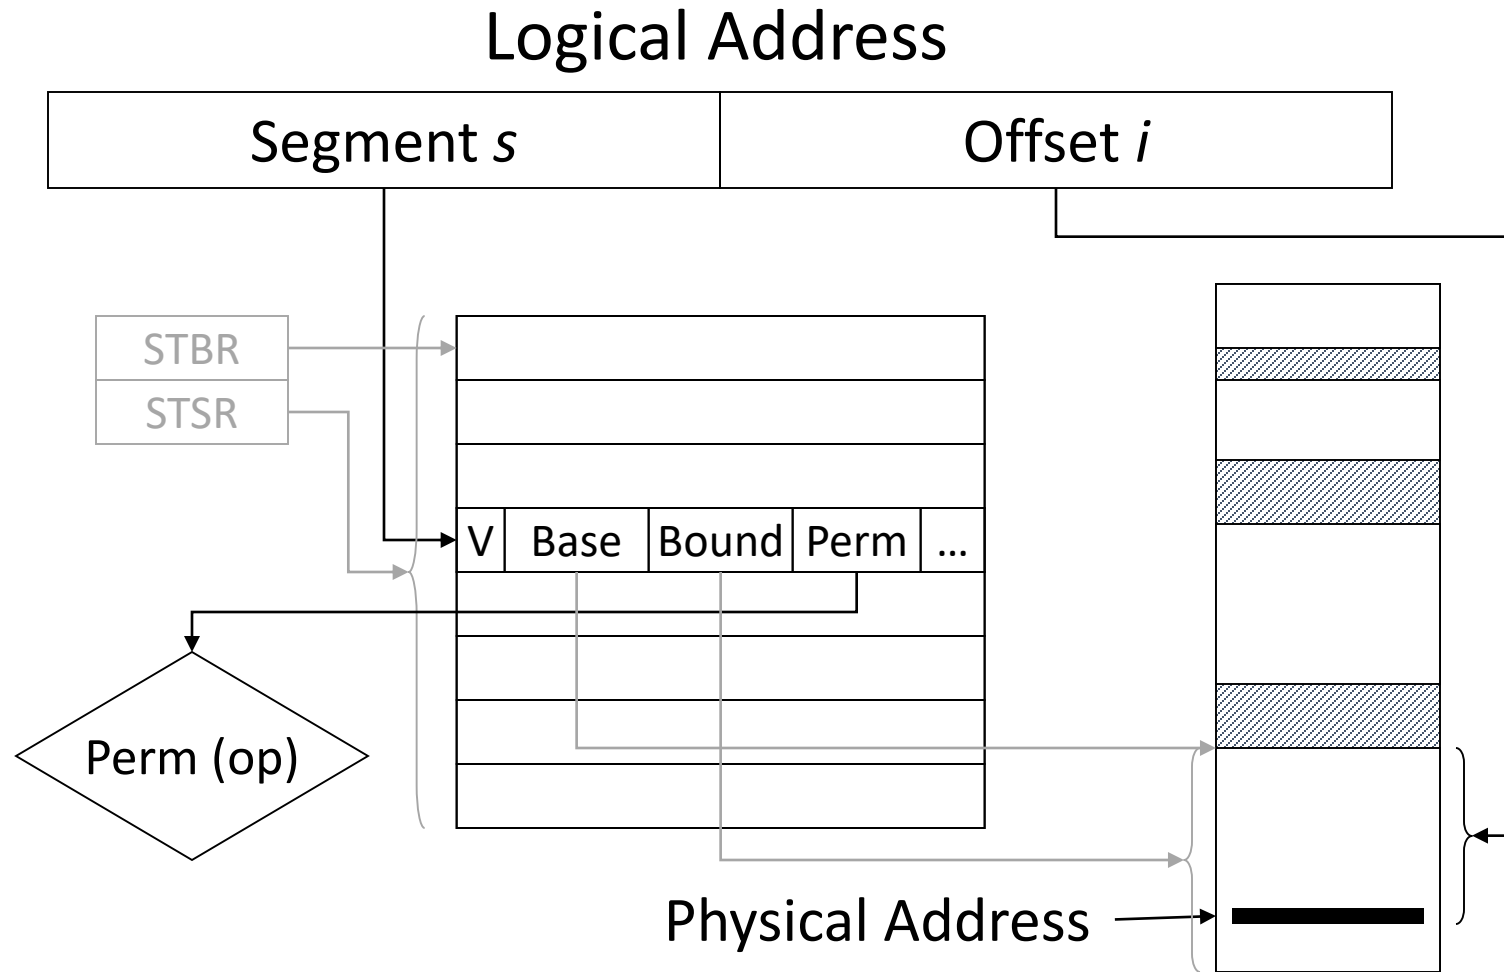 Logical Address
Segment s
Offset i
STBR
STSR
V
Base
Bound
Perm
...
Perm (op)
Physical Address